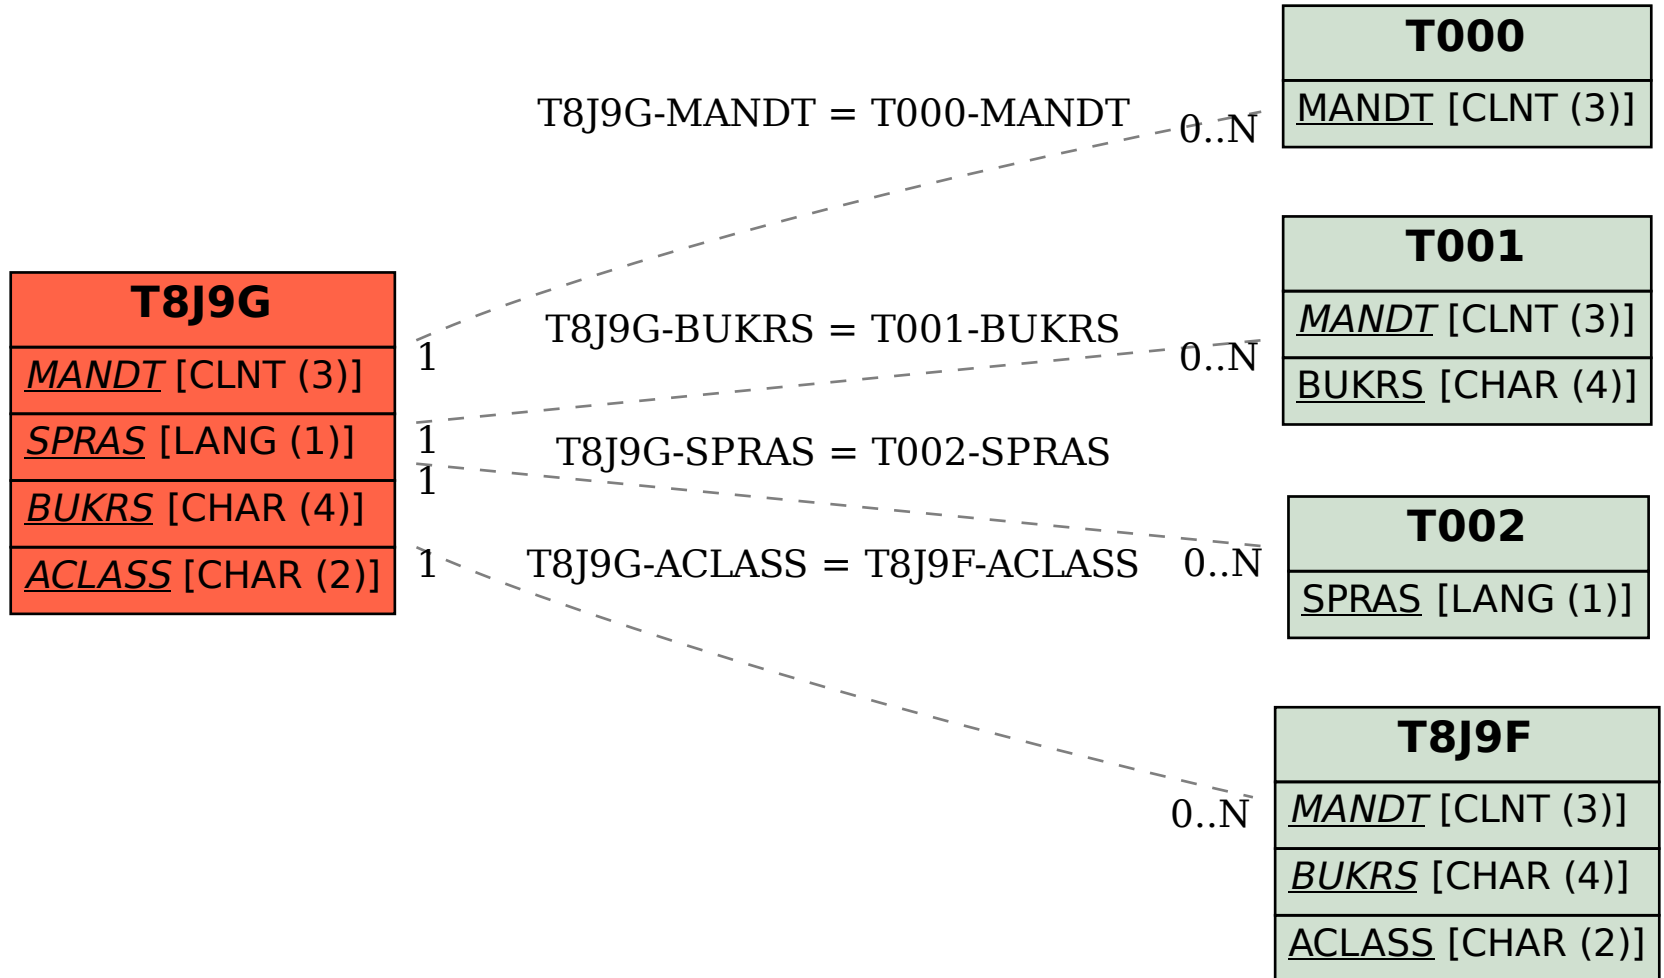 T8J9G
MANDT [CLNT (3)]
SPRAS [LANG (1)]
BUKRS [CHAR (4)]
ACLASS [CHAR (2)]
T8J9G-MANDT = T000-MANDT
0..N
1
T8J9G-BUKRS = T001-BUKRS
0..N
1
T8J9G-SPRAS = T002-SPRAS
1
0..N
T8J9G-ACLASS = T8J9F-ACLASS
1
0..N
T000
MANDT [CLNT (3)]
T001
MANDT [CLNT (3)]
BUKRS [CHAR (4)]
T002
SPRAS [LANG (1)]
T8J9F
MANDT [CLNT (3)]
BUKRS [CHAR (4)]
ACLASS [CHAR (2)]